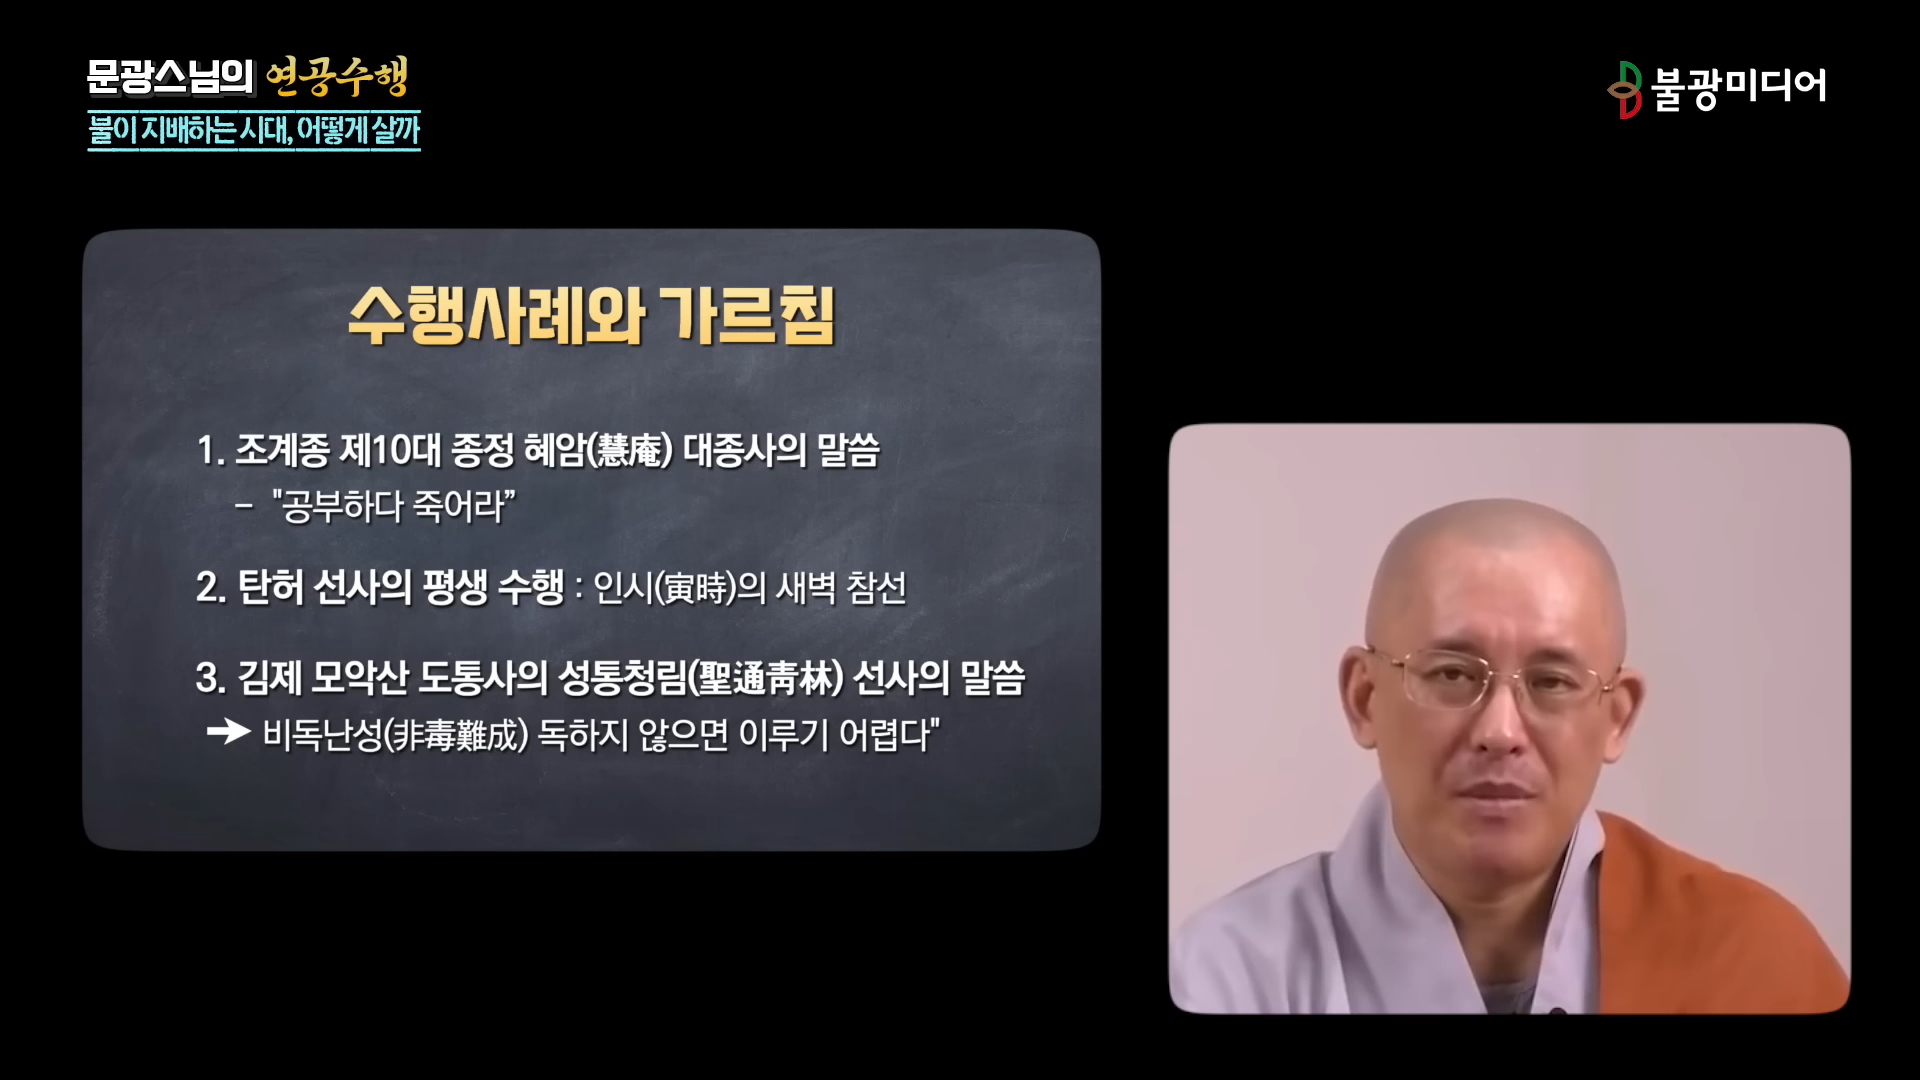 문광스님의 연공수행
불이 지배하는 시대, 어떻게 살까
불광미디어
수행사례와 가르침
1. 조계종 제10대 종정 혜암(慧庵) 대종사의 말씀
- "공부하다 죽어라”
2. 탄허 선사의 평생 수행 : 인시(寅時)의 새벽 참선
3. 김제 모악산 도통사의 성통청림(聖通靑林) 선사의 말씀
➔ 비독난성(非毒難成) 독하지 않으면 이루기 어렵다"